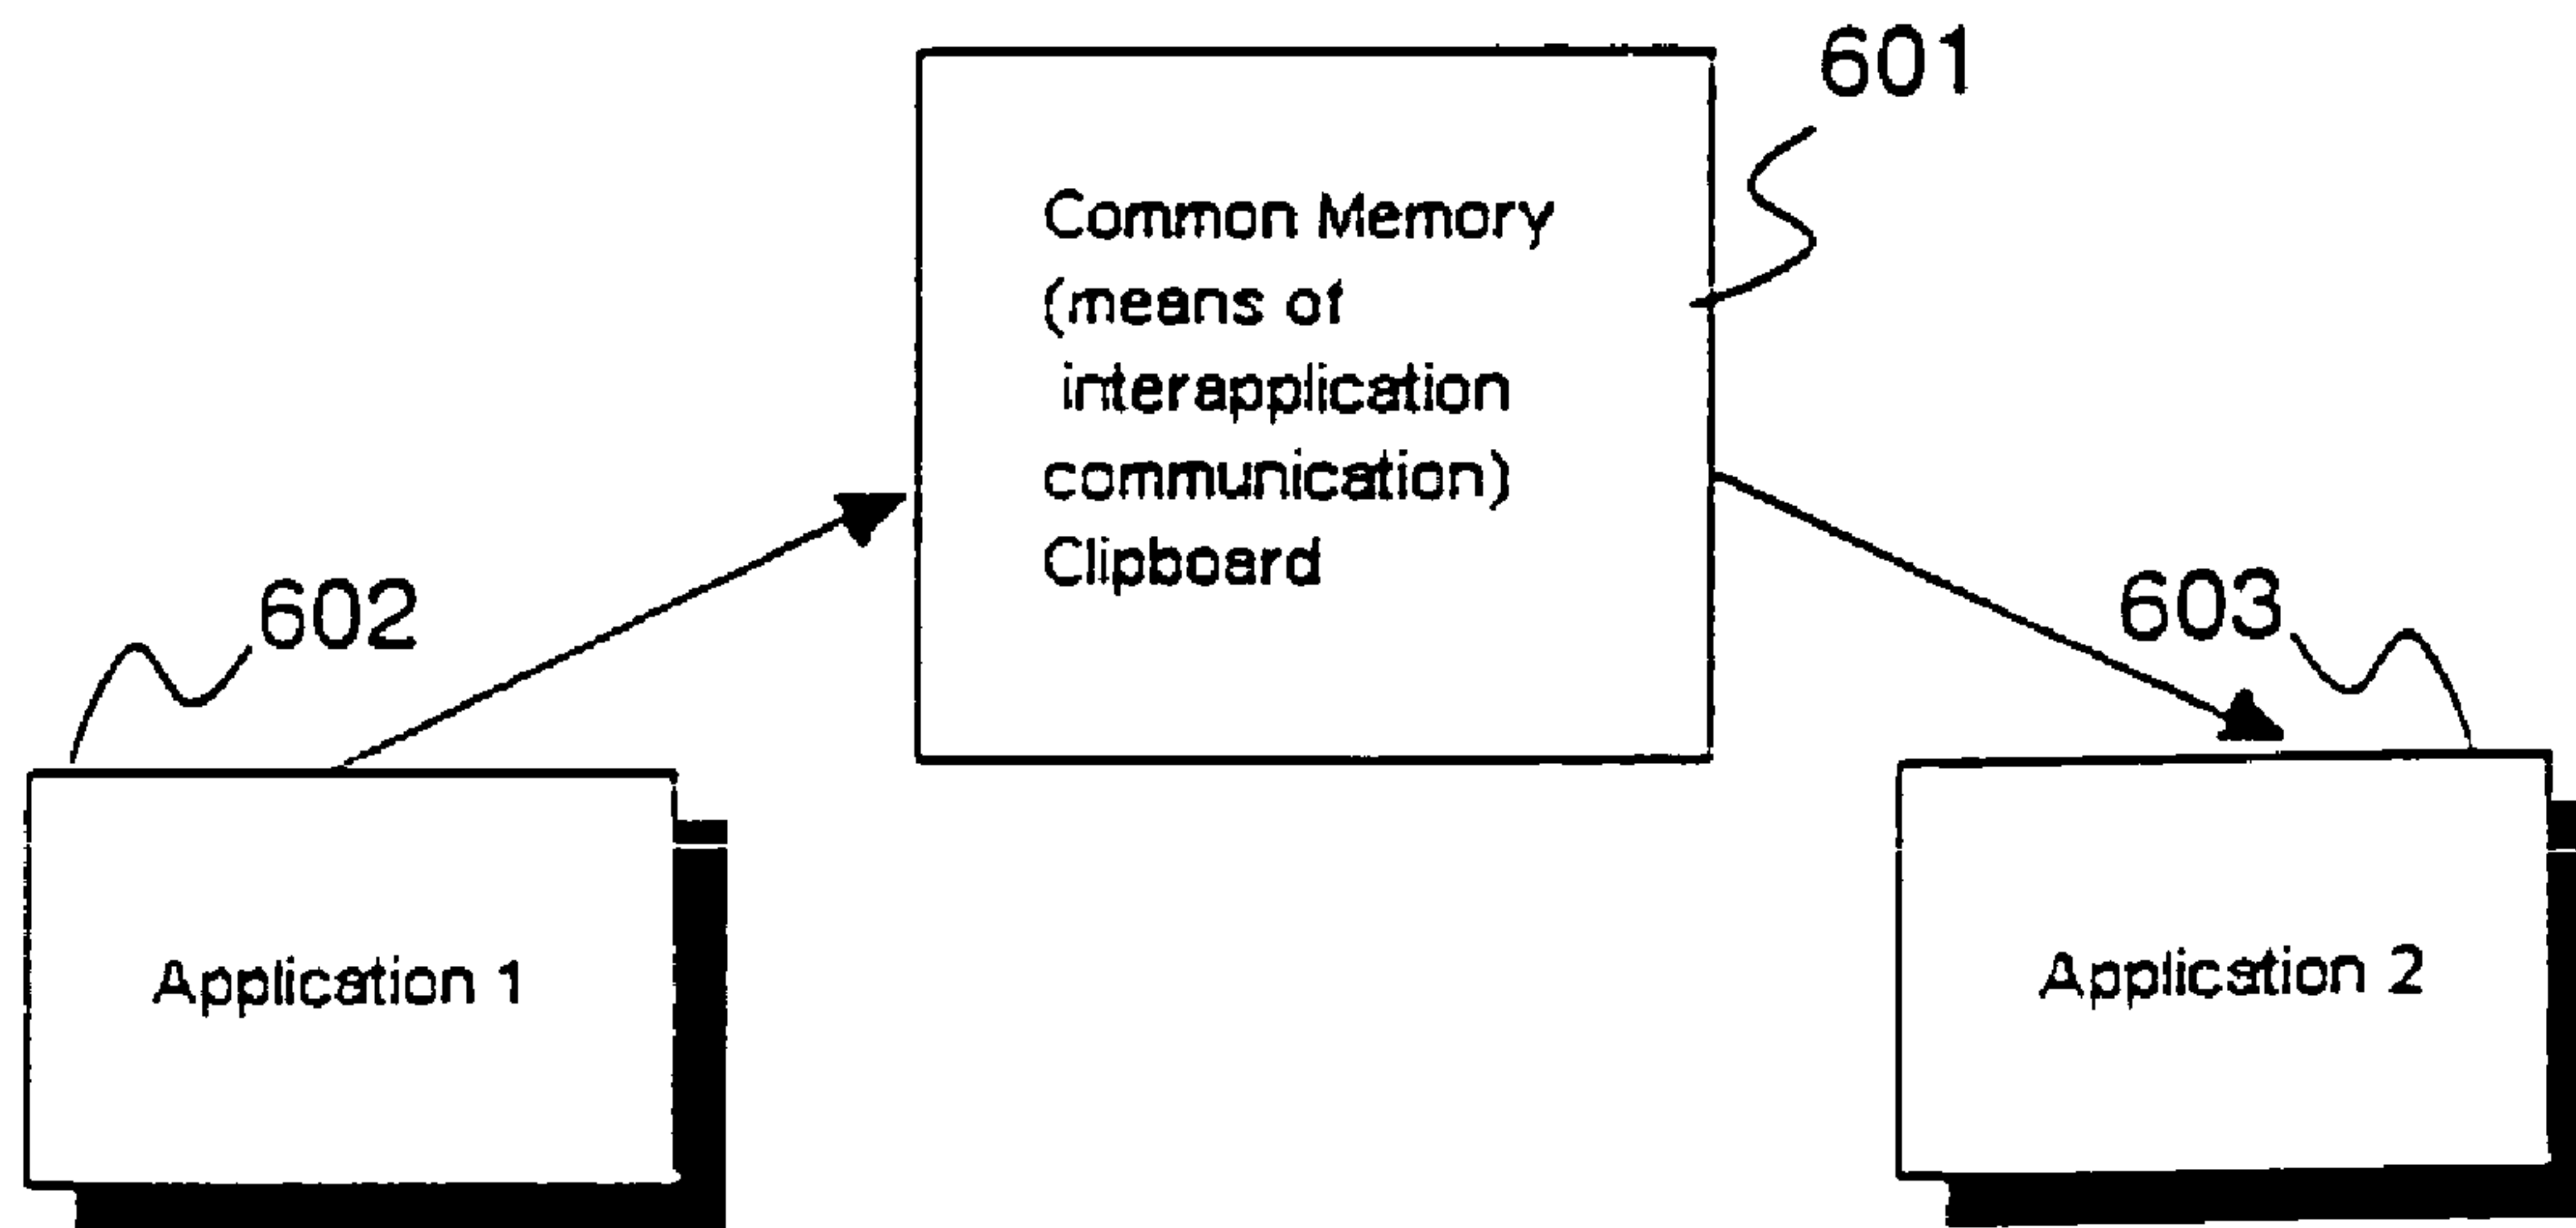 601
Common Memory
(means of
interapplication
communication)
Clipboard
602
603
Application 1
Application 2